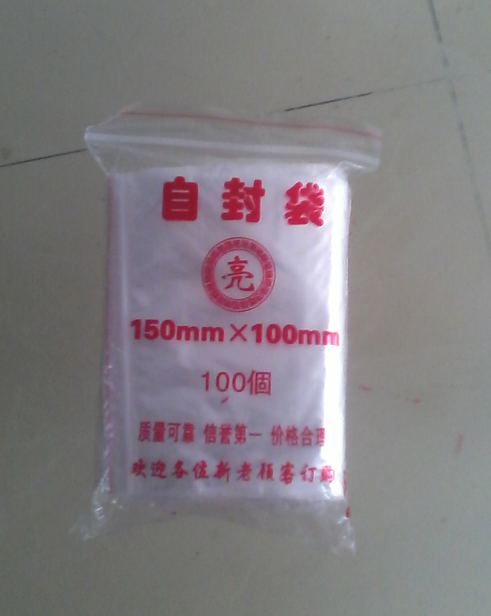 自封袋
亮
150mm×100mm
100個
质量可靠 信誉第一 价格合理
欢迎各位新老顾客订购